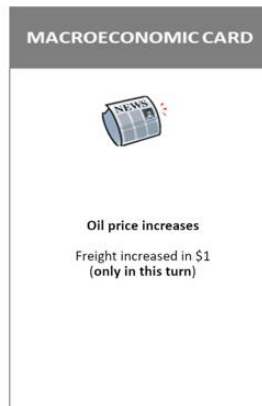 MACROECONOMIC CARD
NEWS
Oil price increases
Freight increased in $1
(only in this turn)